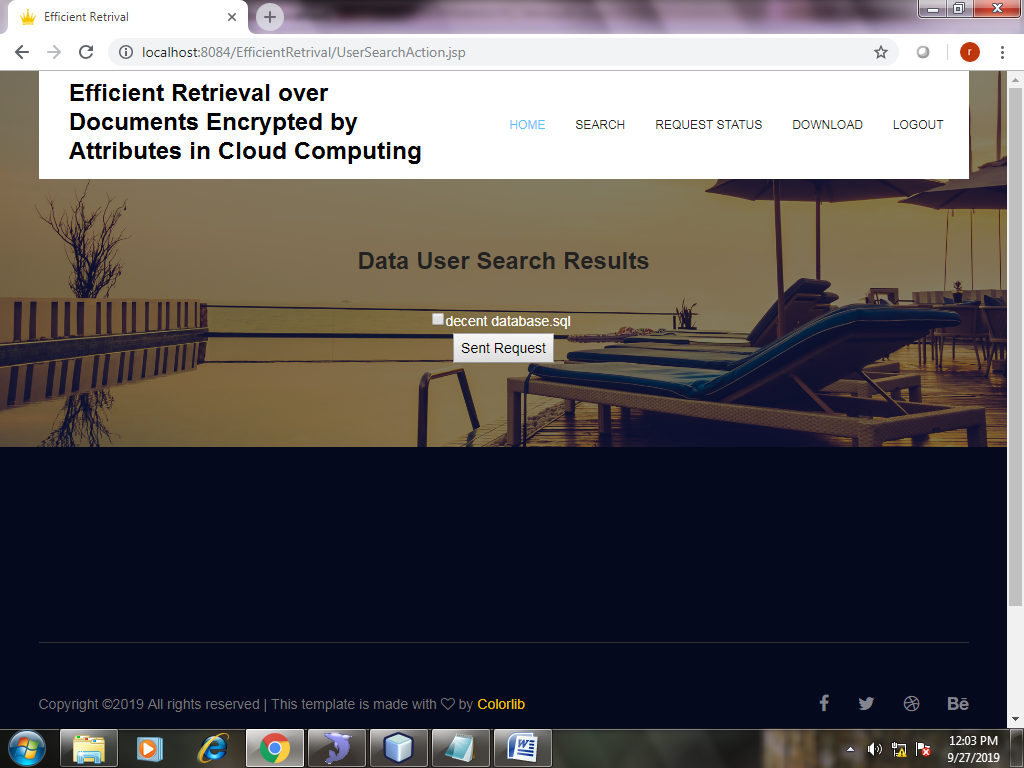 Efficient Retrival
localhost:8084/EfficientRetrival/UserSearchAction.jsp
r
Efficient Retrieval over
Documents Encrypted by
Attributes in Cloud Computing
HOME SEARCH REQUEST STATUS DOWNLOAD LOGOUT
Data User Search Results
decent database.sql
Sent Request
Copyright ©2019 All rights reserved | This template is made with ♡ by Colorlib
Bē
12:03 PM
9/27/2019